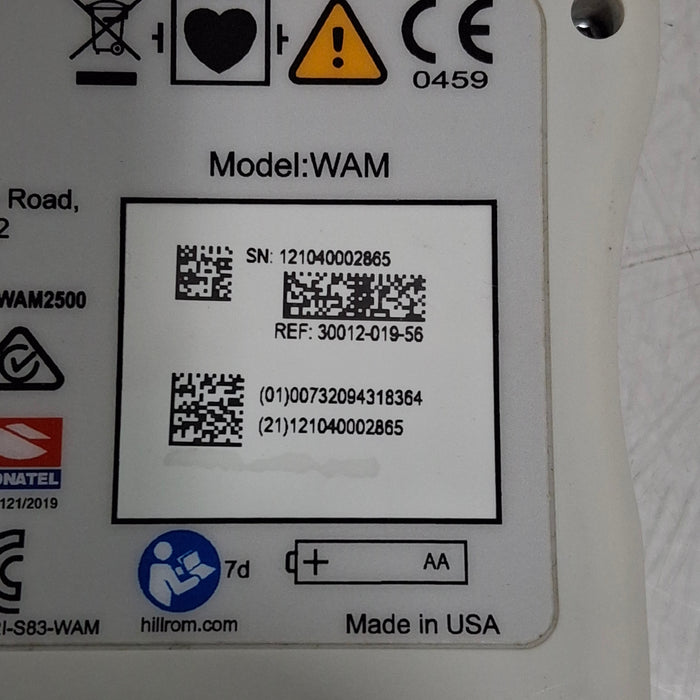 0459
Model:WAM
Road,
2
WAM2500
SN: 121040002865
REF: 30012-019-56
(01)00732094318364
(21)121040002865
ONATEL
121/2019
7d
+ AA
I-S83-WAM
hillrom.com
Made in USA